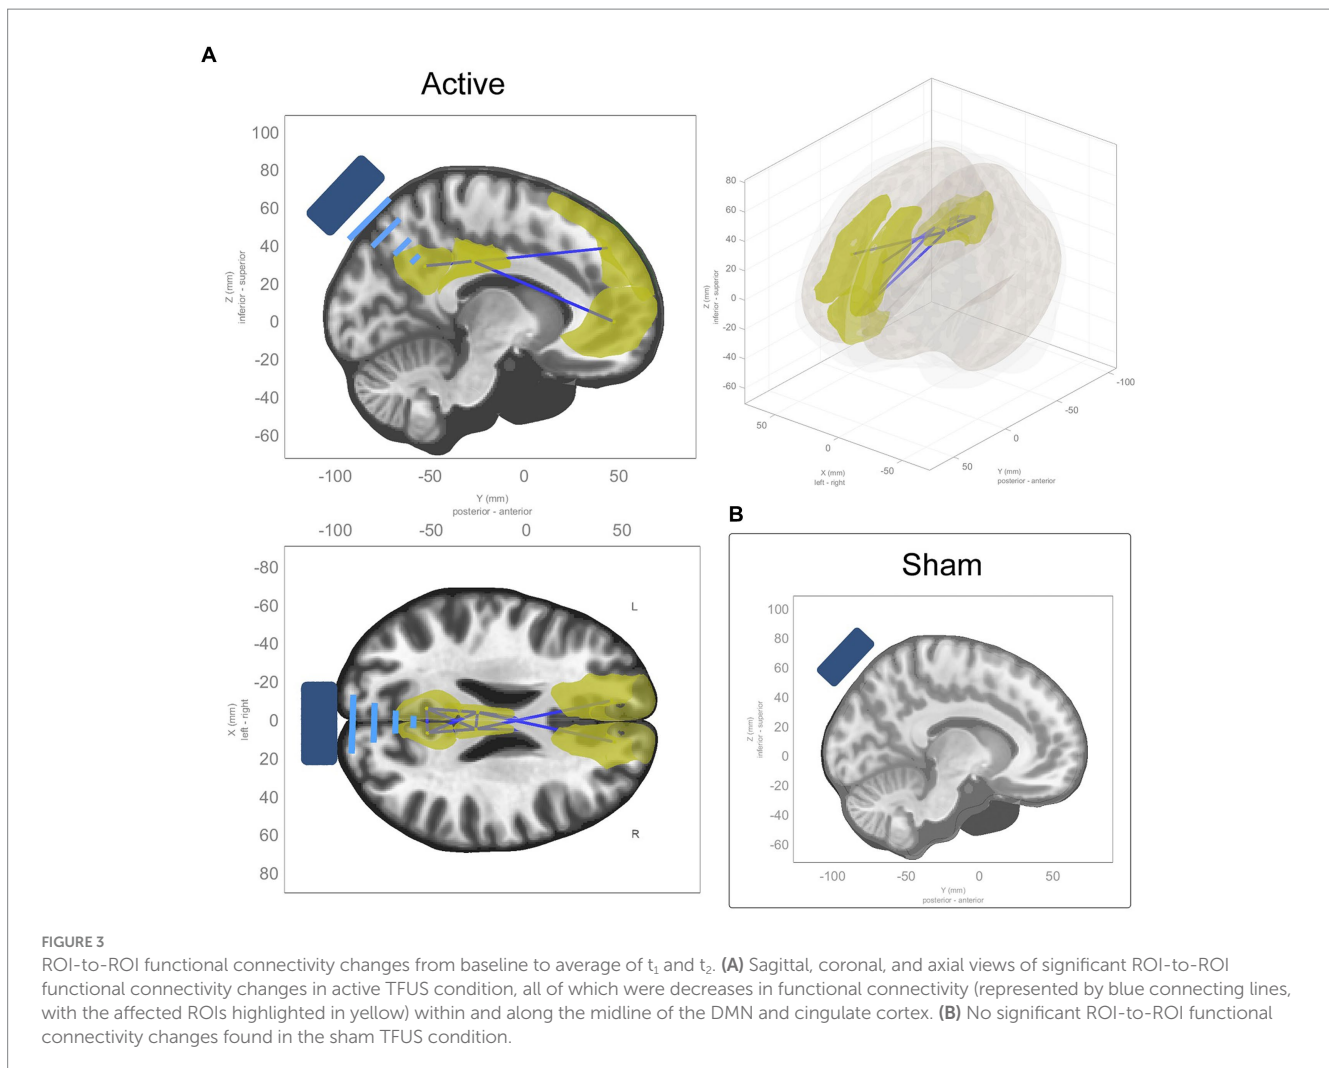 A
Active
100
80
60
40
20
0
-20
-40
-60
Z (mm)
inferior - superior
-100
-50
0
50
Y (mm)
posterior - anterior
80
60
40
20
0
-20
-40
-60
Z (mm)
inferior - superior
50
0
-50
X (mm)
left - right
50
0
-50
-100
Y (mm)
posterior - anterior
-100
-50
0
50
-80
-60
-40
-20
0
20
40
60
80
X (mm)
left - right
L
R
B
Sham
100
80
60
40
20
0
-20
-40
-60
Z (mm)
inferior - superior
-100
-50
0
50
Y (mm)
posterior - anterior
FIGURE 3
ROI-to-ROI functional connectivity changes from baseline to average of t₁ and t₂. (A) Sagittal, coronal, and axial views of significant ROI-to-ROI
functional connectivity changes in active TFUS condition, all of which were decreases in functional connectivity (represented by blue connecting lines,
with the affected ROIs highlighted in yellow) within and along the midline of the DMN and cingulate cortex. (B) No significant ROI-to-ROI functional
connectivity changes found in the sham TFUS condition.